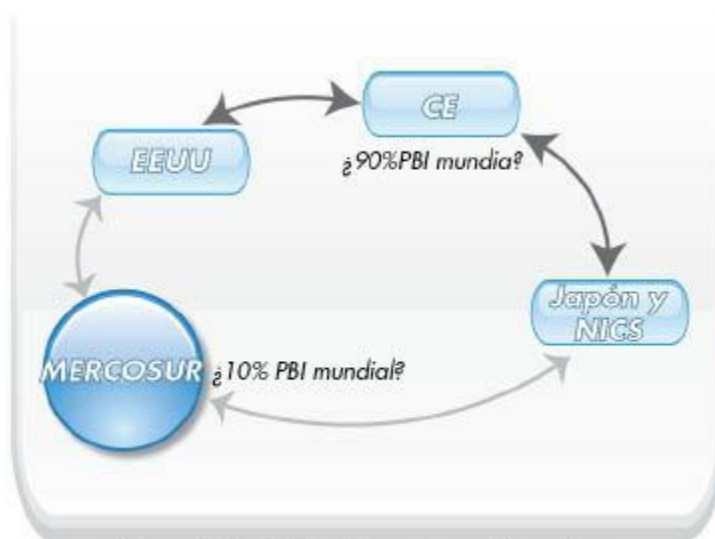 CE
EEUU
¿90%PBI mundia?
Japón y
NICS
MERCOSUR
¿10% PBI mundial?